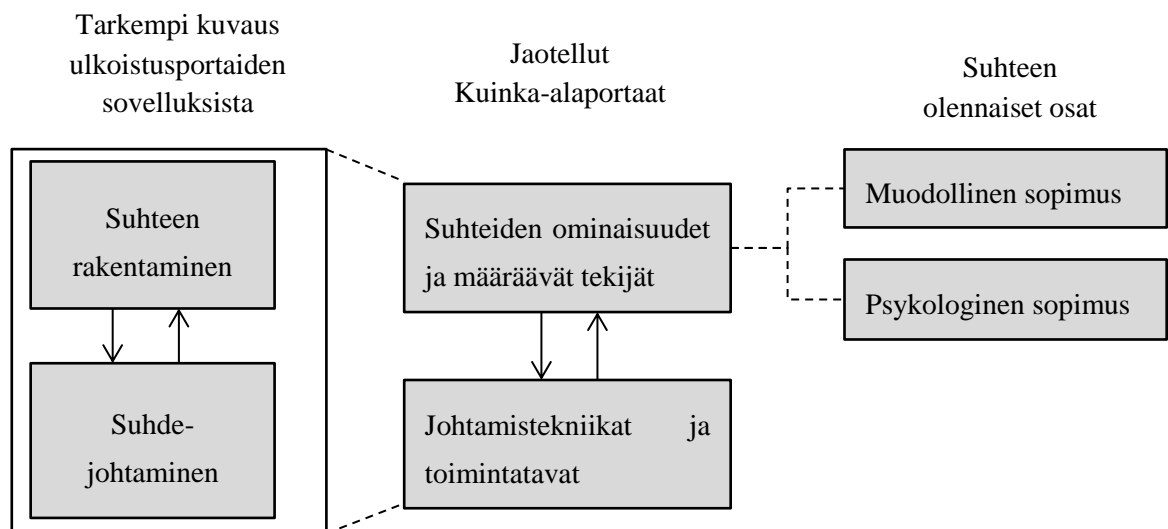 Tarkempi kuvaus
ulkoistusportaiden
sovelluksista
Jaotellut
Kuinka-alaportaat
Suhteen
olennaiset osat
Suhteen
rakentaminen
Suhde-
johtaminen
Suhteiden ominaisuudet
ja määräävät tekijät
Johtamistekniikat ja
toimintatavat
Muodollinen sopimus
Psykologinen sopimus